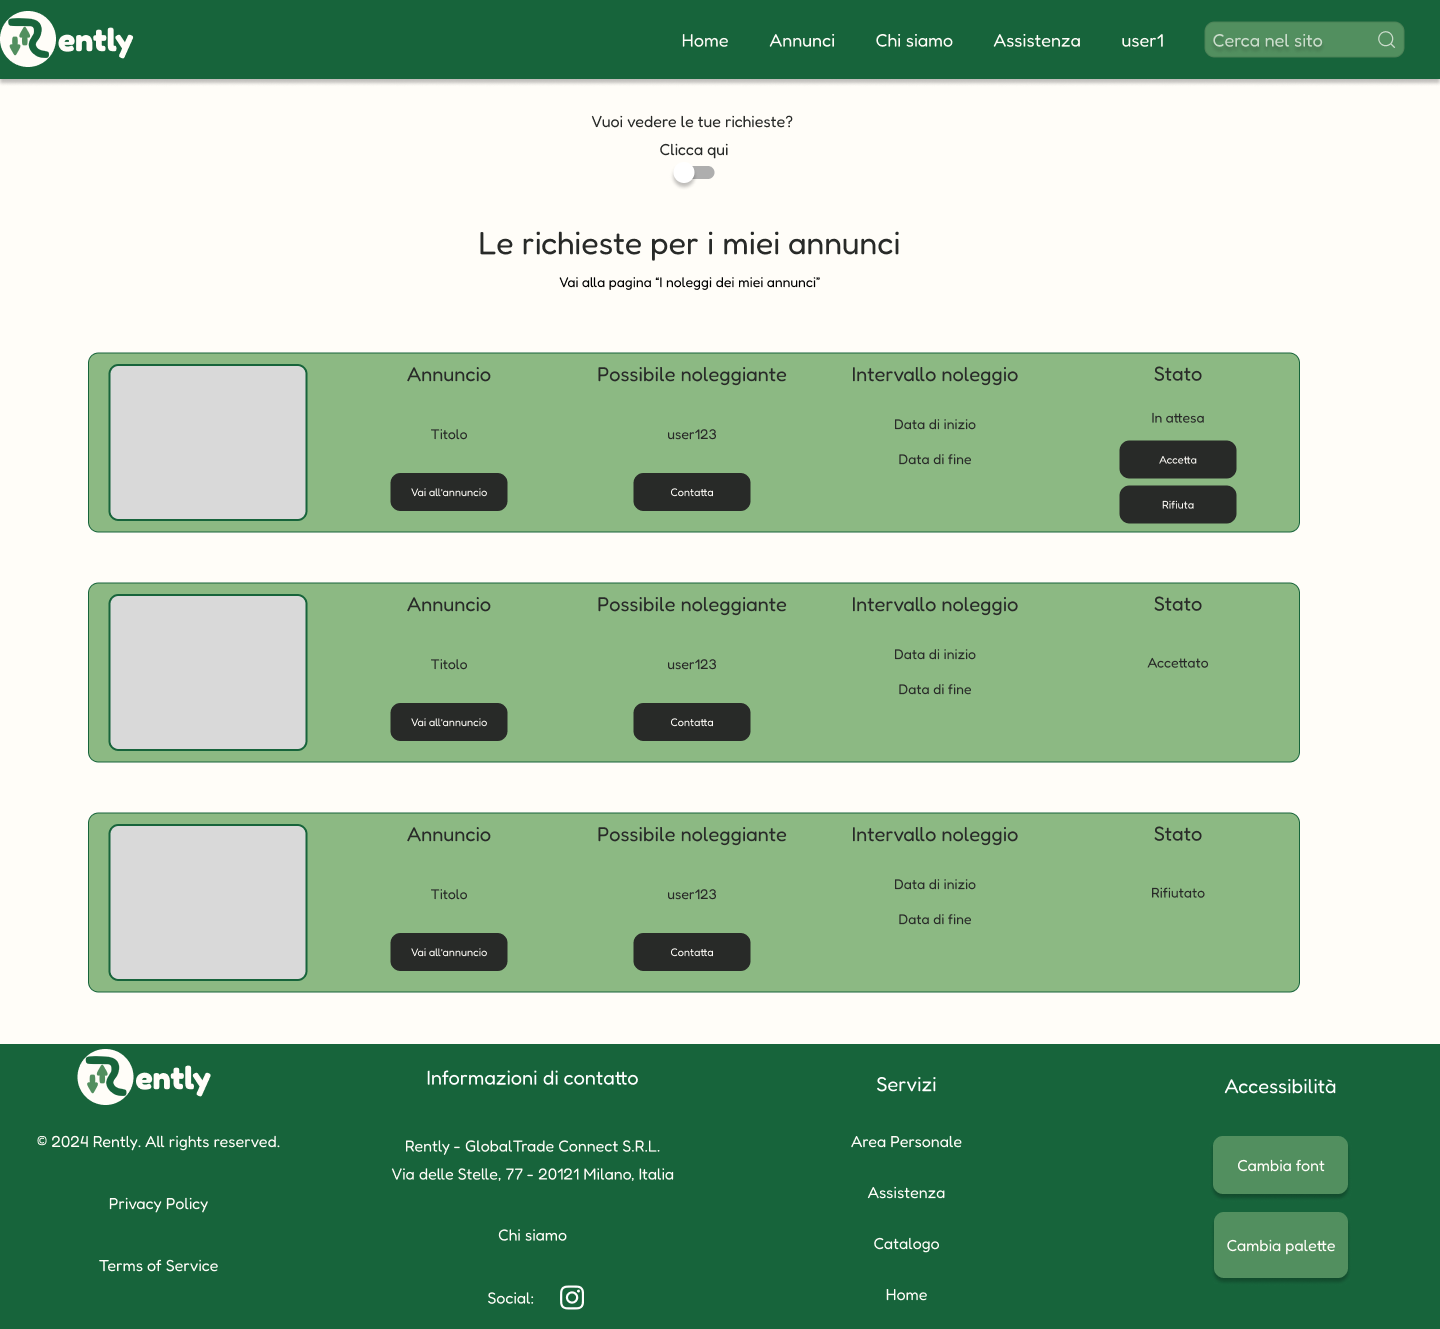 Rently
Home
Annunci
Chi siamo
Assistenza
user1
Cerca nel sito
Vuoi vedere le tue richieste?
Clicca qui
Le richieste per i miei annunci
Vai alla pagina “I noleggi dei miei annunci”
Annuncio
Titolo
Vai all'annuncio
Possibile noleggiante
user123
Contatta
Intervallo noleggio
Data di inizio
Data di fine
Stato
In attesa
Accetta
Rifiuta
Annuncio
Titolo
Vai all'annuncio
Possibile noleggiante
user123
Contatta
Intervallo noleggio
Data di inizio
Data di fine
Stato
Accettato
Annuncio
Titolo
Vai all'annuncio
Possibile noleggiante
user123
Contatta
Intervallo noleggio
Data di inizio
Data di fine
Stato
Rifiutato
Rently
© 2024 Rently. All rights reserved.
Privacy Policy
Terms of Service
Informazioni di contatto
Rently - GlobalTrade Connect S.R.L.
Via delle Stelle, 77 - 20121 Milano, Italia
Chi siamo
Social:
Servizi
Area Personale
Assistenza
Catalogo
Home
Accessibilità
Cambia font
Cambia palette